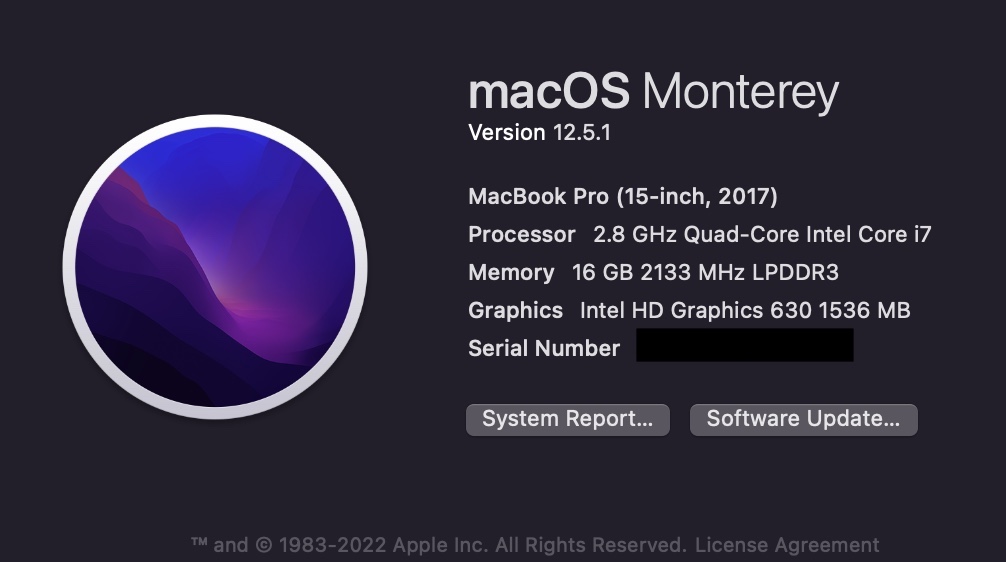 macOS Monterey
Version 12.5.1
MacBook Pro (15-inch, 2017)
Processor 2.8 GHz Quad-Core Intel Core i7
Memory 16 GB 2133 MHz LPDDR3
Graphics Intel HD Graphics 630 1536 MB
Serial Number
System Report... Software Update...
™ and © 1983-2022 Apple Inc. All Rights Reserved. License Agreement